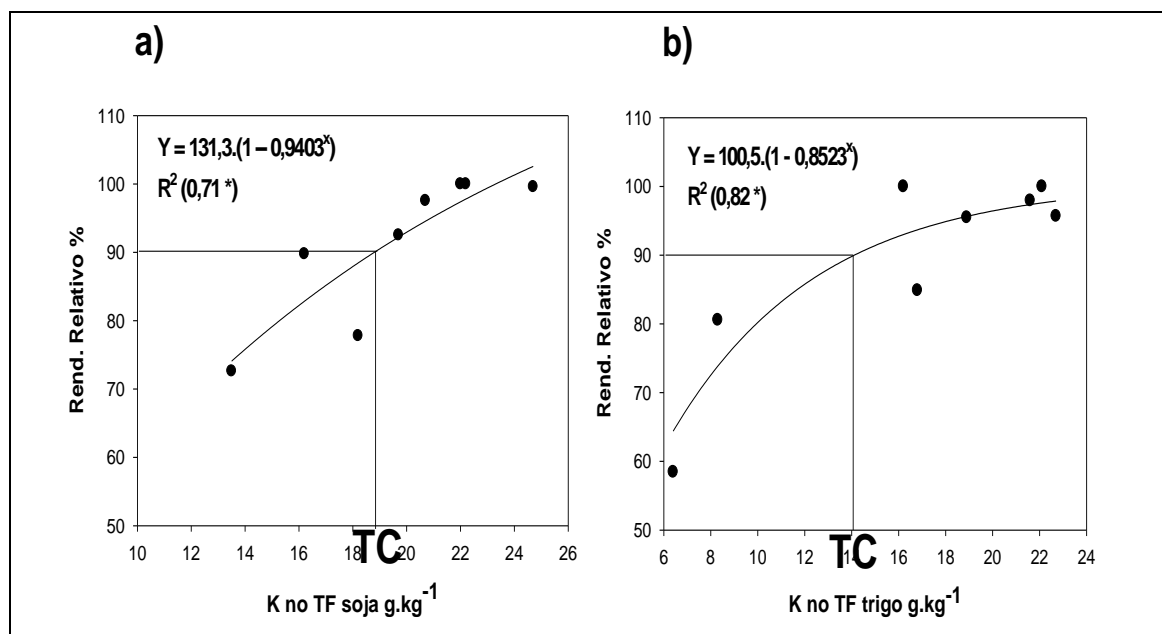 a)
Y = 131,3.(1 – 0,9403^x)
R² (0,71 *)
Rend. Relativo %
110
100
90
80
70
60
50
10 12 14 16 18 20 22 24 26
TC
K no TF soja g.kg⁻¹
b)
Y = 100,5.(1 - 0,8523^x)
R² (0,82 *)
Rend. Relativo %
110
100
90
80
70
60
50
6 8 10 12 14 16 18 20 22 24
TC
K no TF trigo g.kg⁻¹